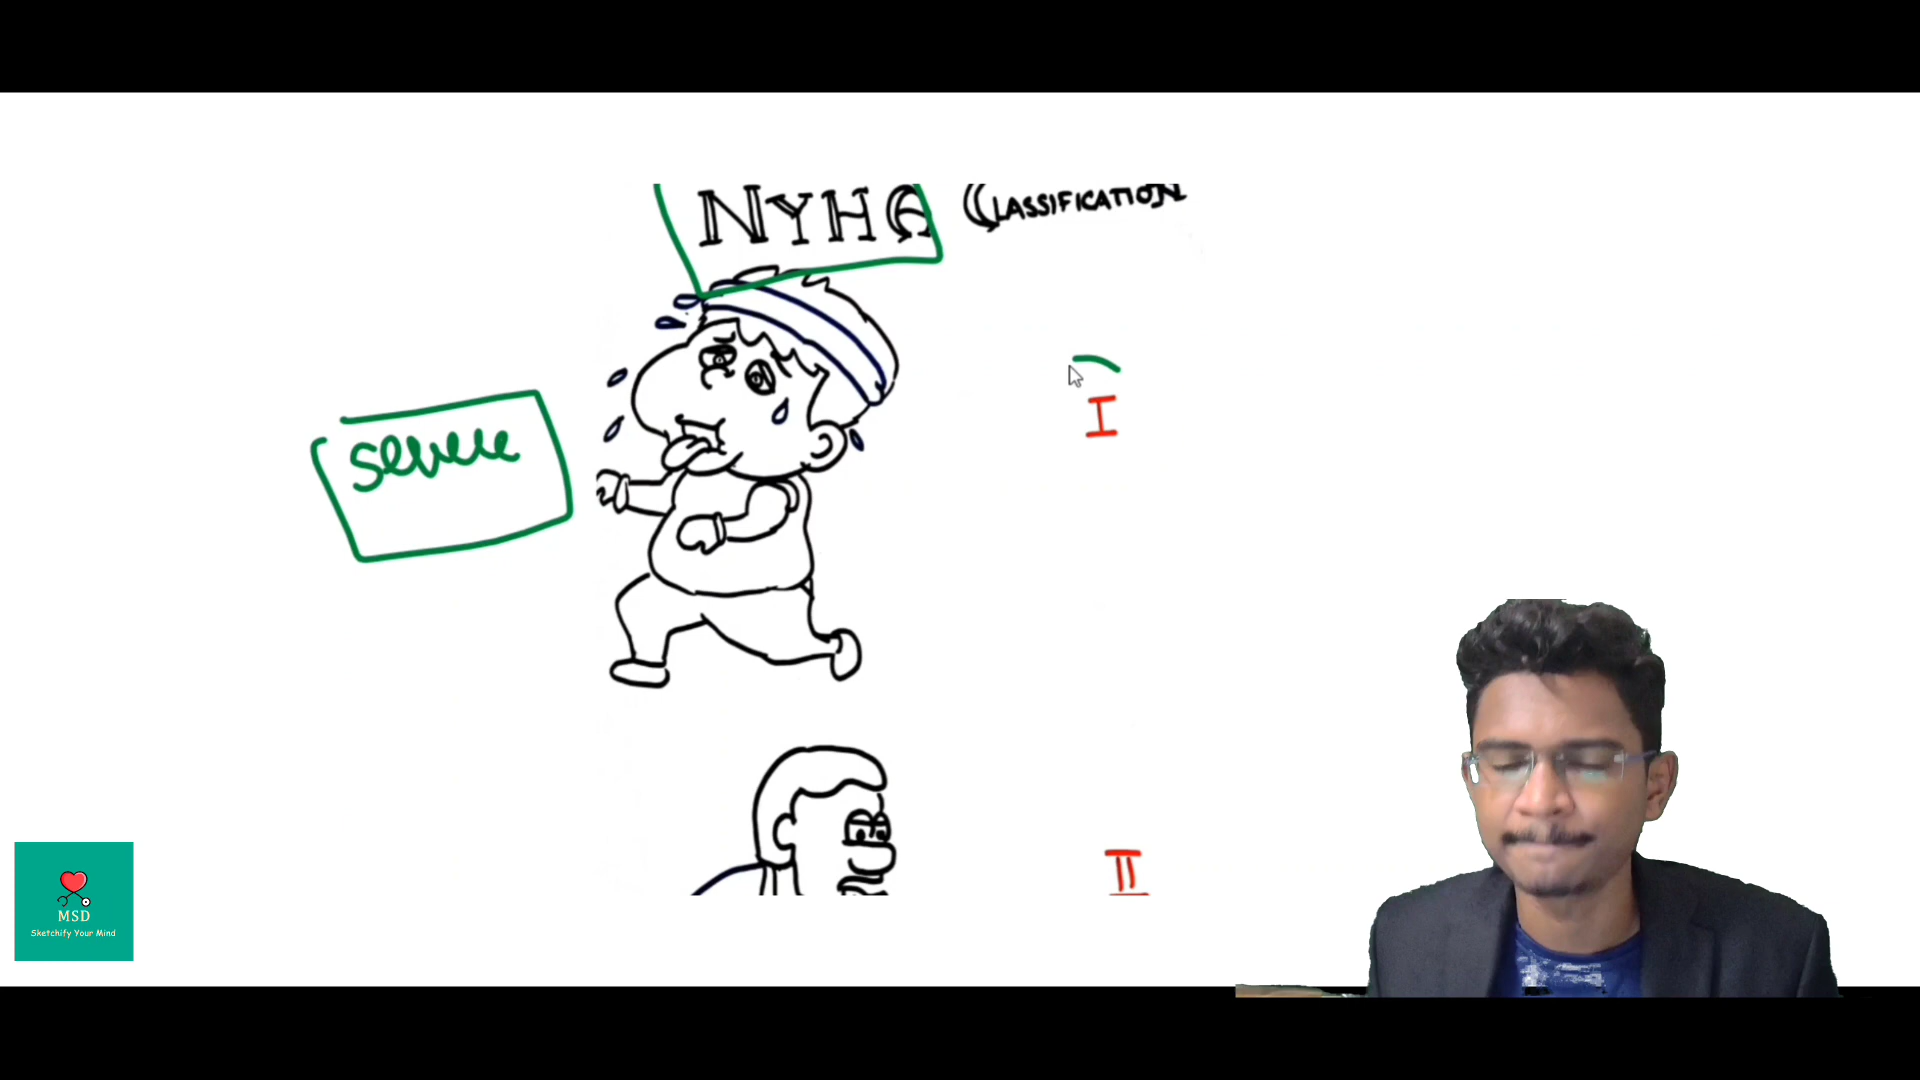 NYHA CLASSIFICATION
severe
I
II
MSD
Sketchify Your Mind